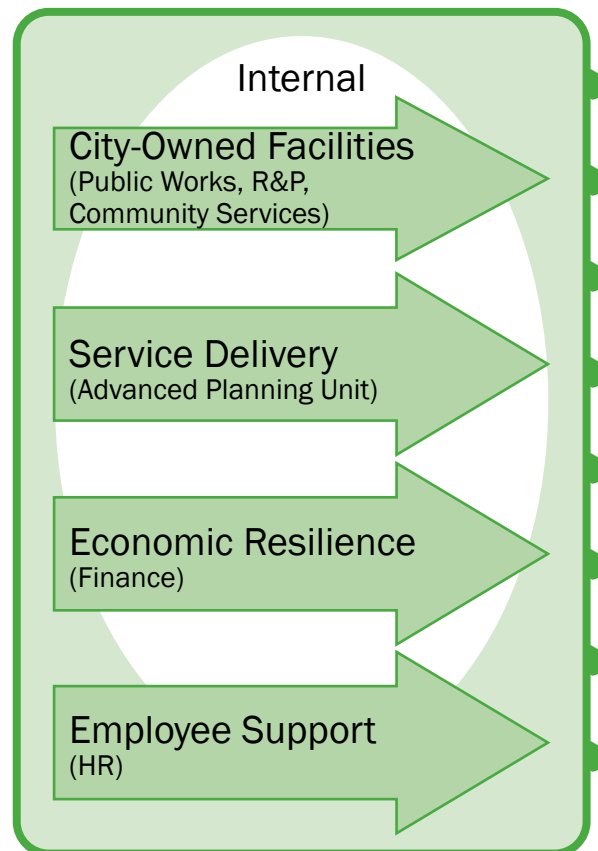 Internal
City-Owned Facilities
(Public Works, R&P,
Community Services)
Service Delivery
(Advanced Planning Unit)
Economic Resilience
(Finance)
Employee Support
(HR)